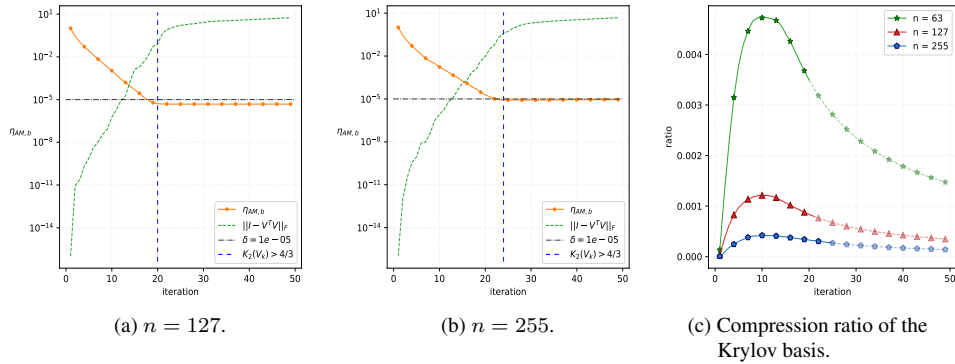 10^1
10^-2
10^-5
η_{AM,b}
10^-8
10^-11
10^-14
η_{AM,b}
||I − V^T V||_F
δ = 1e − 05
K_2(V_k) > 4/3
0 10 20 30 40 50
iteration
(a) n = 127.
10^1
10^-2
10^-5
η_{AM,b}
10^-8
10^-11
10^-14
η_{AM,b}
||I − V^T V||_F
δ = 1e − 05
K_2(V_k) > 4/3
0 10 20 30 40 50
iteration
(b) n = 255.
n = 63
n = 127
n = 255
0.004
0.003
ratio
0.002
0.001
0.000
0 10 20 30 40 50
iteration
(c) Compression ratio of the
Krylov basis.